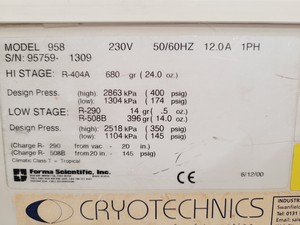 MODEL 958 230V 50/60HZ 12.0A 1PH
S/N: 95759- 1309
HI STAGE: R-404A 680 gr (24.0 oz.)
Design Press. (high): 2863 kPa ( 400
(low): 1304 kPa ( 174 psig)
LOW STAGE: R-290 14 gr ( .5 oz.)
R-508B 396 gr (14.0 oz.)
Design Press. (high): 2518 kPa ( 350 psig)
(low): 1104 kPa ( 145 psig)
(Charge R- 290 from vac - 20 in.)
(Charge R- 508B from 20 in. - 145 psig)
Climatic Class T - Tropical
Forma Scientific, Inc. 6/12/00
CRYOTECHNICS
INDUSTR
Swanfield